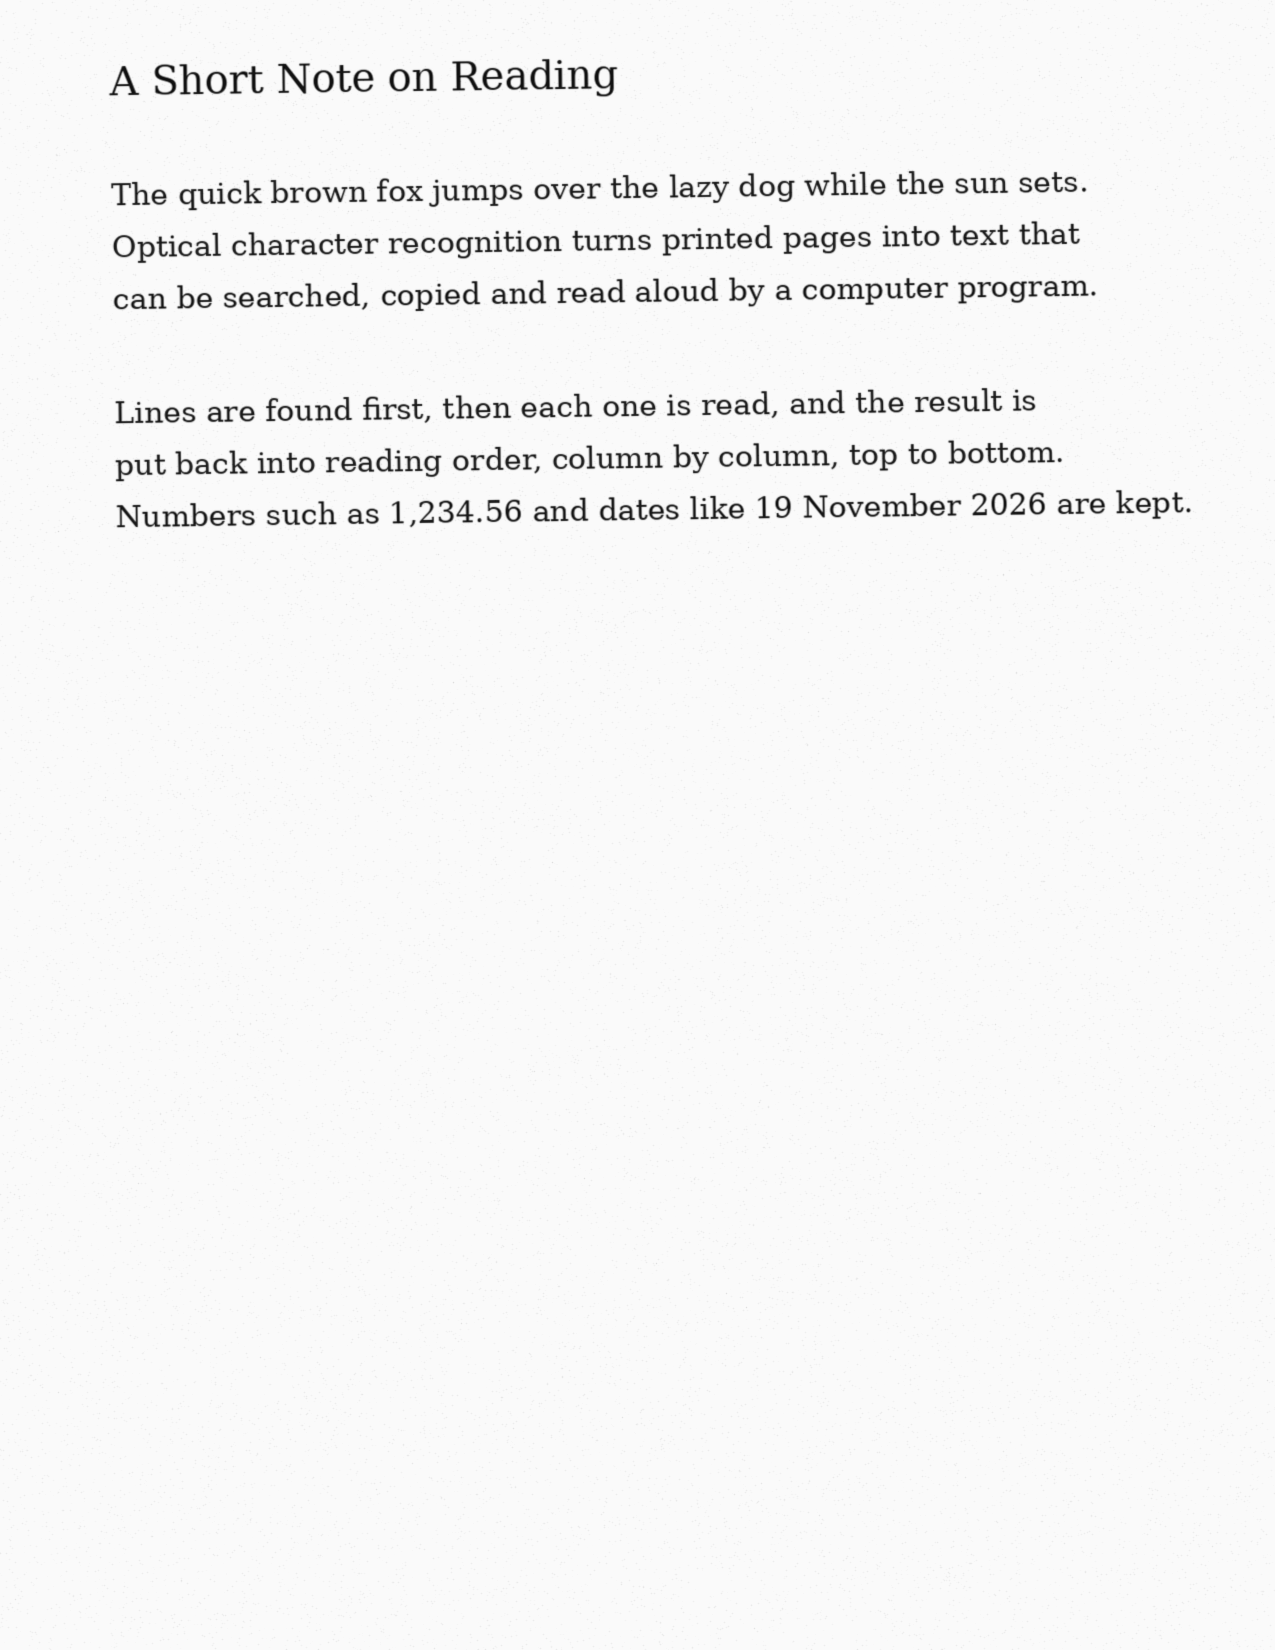 A Short Note on Reading
The quick brown fox jumps over the lazy dog while the sun sets.
Optical character recognition turns printed pages into text that
can be searched, copied and read aloud by a computer program.
Lines are found first, then each one is read, and the result is
put back into reading order, column by column, top to bottom.
Numbers such as 1,234.56 and dates like 19 November 2026 are kept.